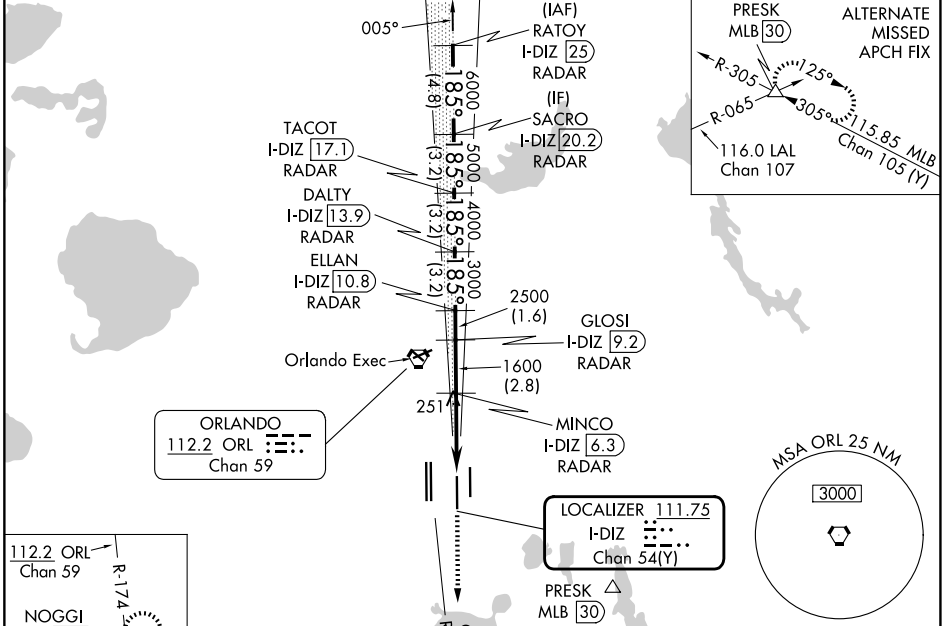 005°
(IAF)
RATOY
I-DIZ 25
RADAR
6000
185°
(4.8)
(IF)
SACRO
I-DIZ 20.2
RADAR
5000
185°
(3.2)
TACOT
I-DIZ 17.1
RADAR
4000
185°
(3.2)
DALTY
I-DIZ 13.9
RADAR
3000
185°
(3.2)
ELLAN
I-DIZ 10.8
RADAR
2500
(1.6)
GLOSI
I-DIZ 9.2
RADAR
Orlando Exec
1600
(2.8)
251
MINCO
I-DIZ 6.3
RADAR
ORLANDO
112.2 ORL
Chan 59
LOCALIZER 111.75
I-DIZ
Chan 54(Y)
PRESK
MLB 30
MSA ORL 25 NM
3000
PRESK
MLB 30
ALTERNATE
MISSED
APCH FIX
R-305
125°
R-065
305°
115.85 MLB
Chan 105 (Y)
116.0 LAL
Chan 107
112.2 ORL
Chan 59
R-174
NOGGI